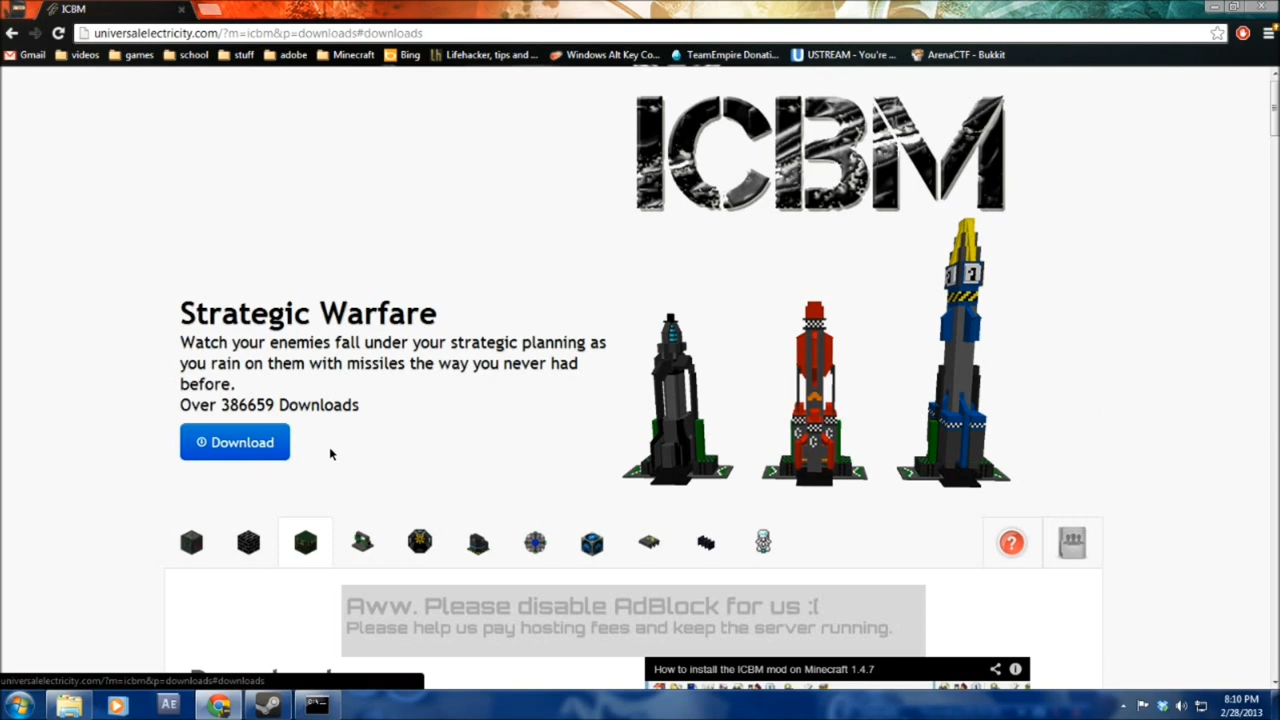 ICBM
universalelectricity.com/?m=icbm&p=downloads#downloads
Gmail videos games school stuff adobe Minecraft Bing Lifehacker, tips and ... Windows Alt Key Co... TeamEmpire Donati... USTREAM - You're ... ArenaCTF - Bukkit
ICBM
Strategic Warfare
Watch your enemies fall under your strategic planning as
you rain on them with missiles the way you never had
before.
Over 386659 Downloads
Download
Aww. Please disable AdBlock for us :(
Please help us pay hosting fees and keep the server running.
How to install the ICBM mod on Minecraft 1.4.7
universalelectricity.com/?m=icbm&p=downloads#downloads
Ae
8:10 PM
2/28/2013